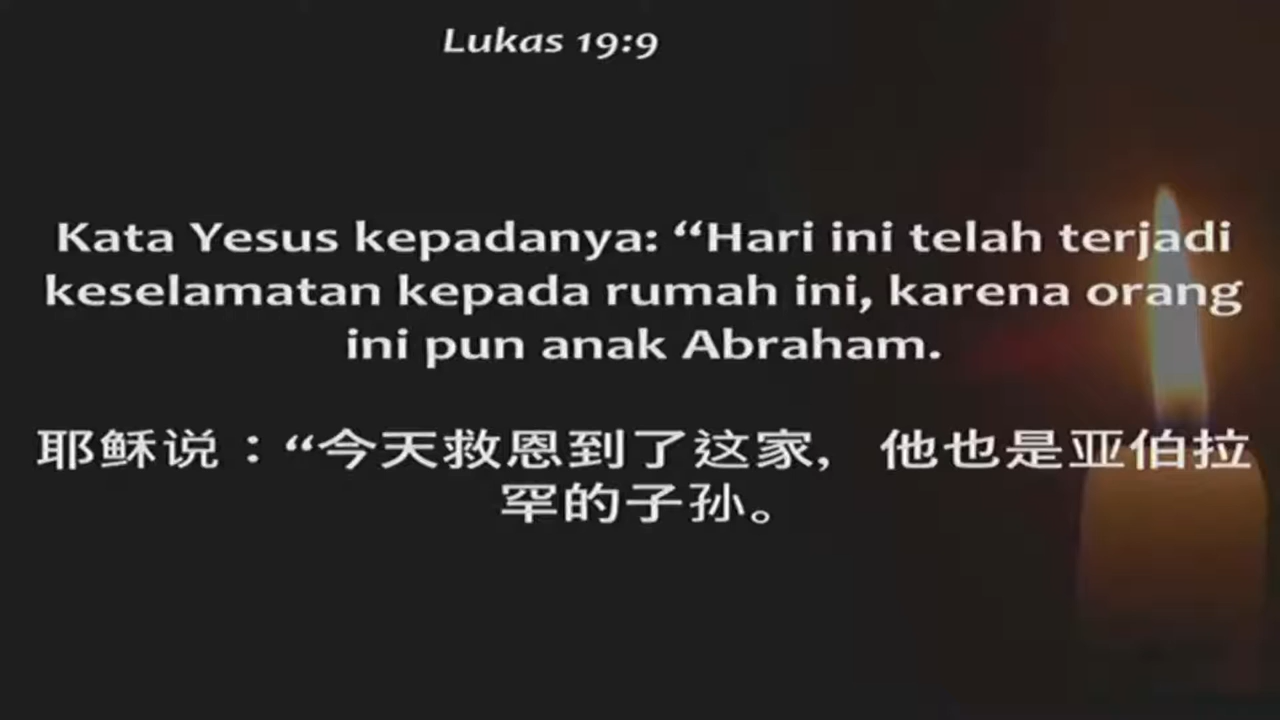 Lukas 19:9
Kata Yesus kepadanya: “Hari ini telah terjadi
keselamatan kepada rumah ini, karena orang
ini pun anak Abraham.
耶稣说：“今天救恩到了这家，他也是亚伯拉
罕的子孙。